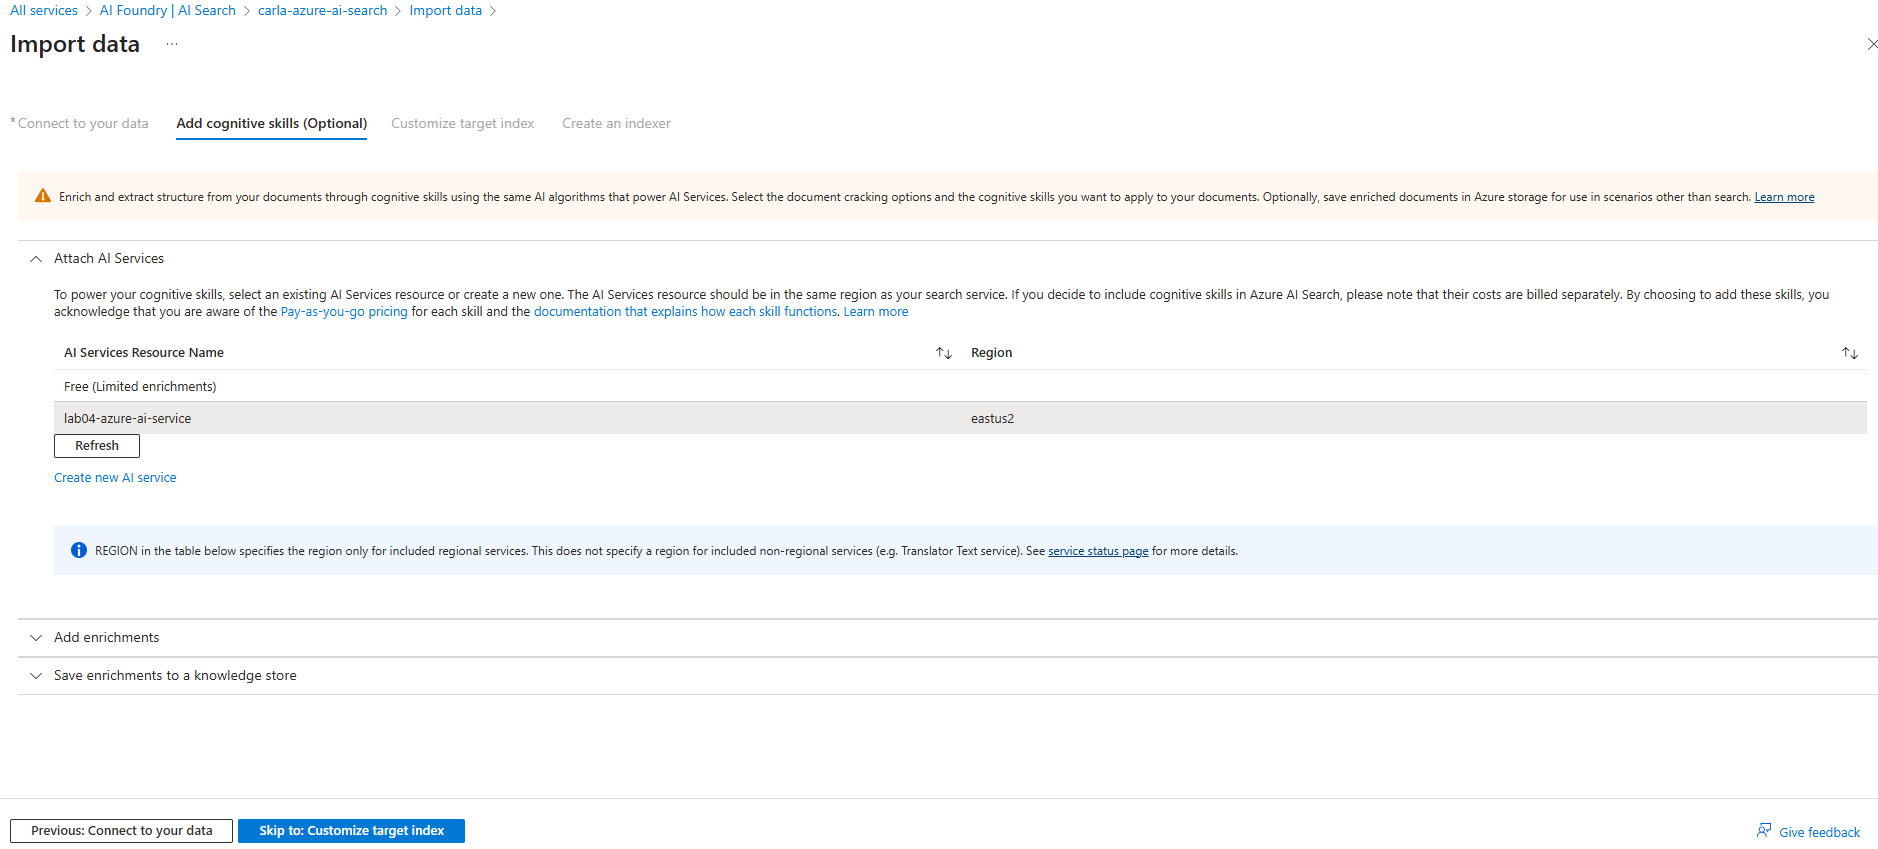 All services > AI Foundry | AI Search > carla-azure-ai-search > Import data >
Import data ...
* Connect to your data Add cognitive skills (Optional) Customize target index Create an indexer
Enrich and extract structure from your documents through cognitive skills using the same AI algorithms that power AI Services. Select the document cracking options and the cognitive skills you want to apply to your documents. Optionally, save enriched documents in Azure storage for use in scenarios other than search. Learn more
Attach AI Services
To power your cognitive skills, select an existing AI Services resource or create a new one. The AI Services resource should be in the same region as your search service. If you decide to include cognitive skills in Azure AI Search, please note that their costs are billed separately. By choosing to add these skills, you
acknowledge that you are aware of the Pay-as-you-go pricing for each skill and the documentation that explains how each skill functions. Learn more
AI Services Resource Name Region
Free (Limited enrichments)
lab04-azure-ai-service eastus2
Refresh
Create new AI service
REGION in the table below specifies the region only for included regional services. This does not specify a region for included non-regional services (e.g. Translator Text service). See service status page for more details.
Add enrichments
Save enrichments to a knowledge store
Previous: Connect to your data Skip to: Customize target index Give feedback